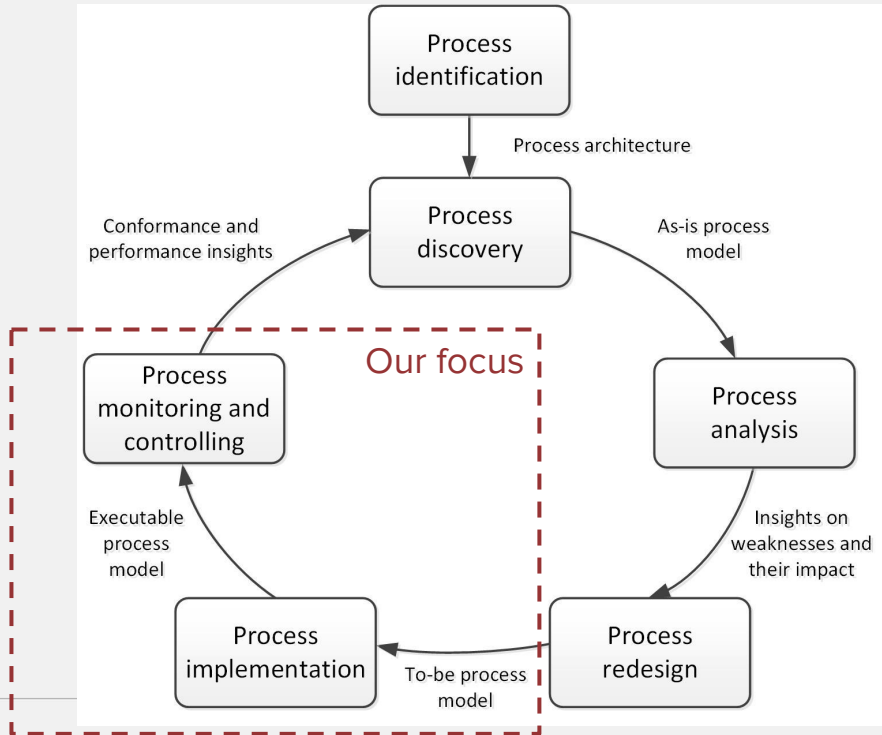 Process
identification
Process architecture
Process
discovery
Conformance and
performance insights
As-is process
model
Our focus
Process
monitoring and
controlling
Process
analysis
Executable
process
model
Insights on
weaknesses and
their impact
Process
implementation
To-be process
model
Process
redesign